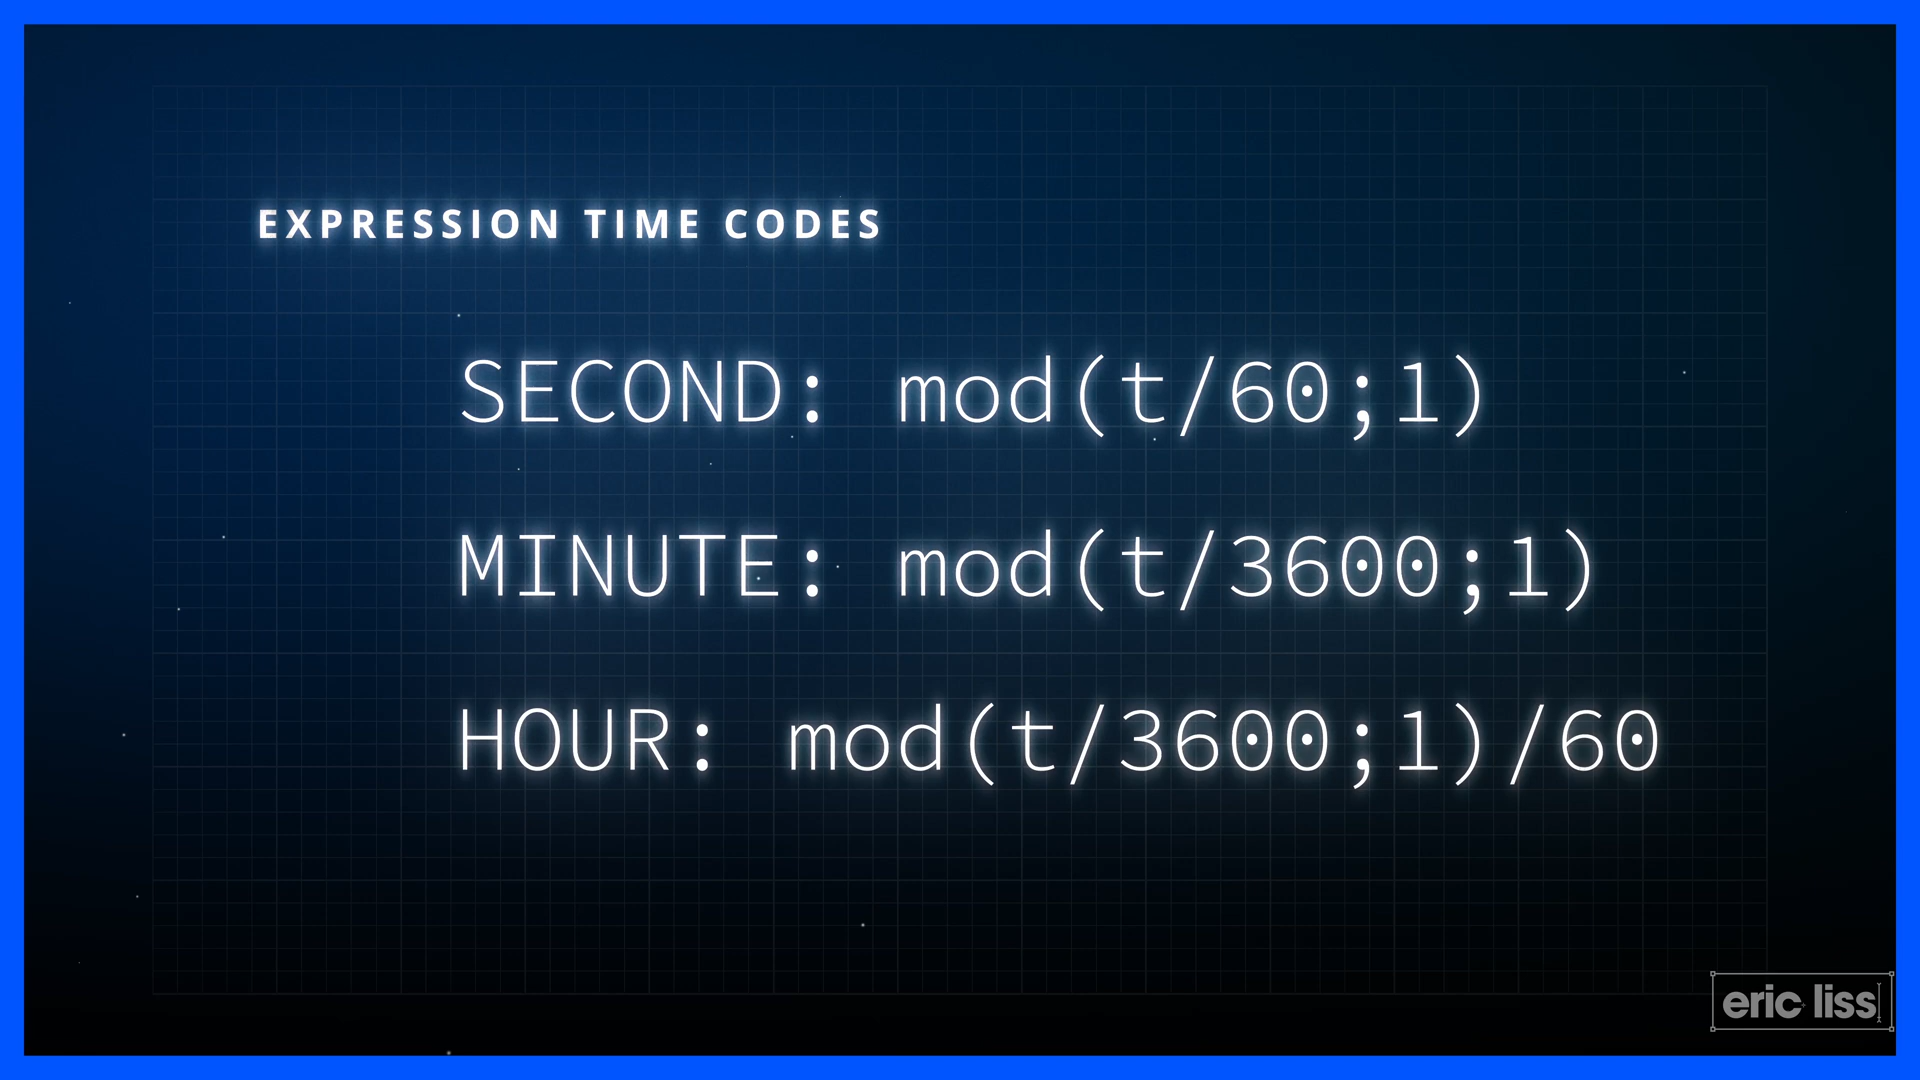 EXPRESSION TIME CODES
SECOND: mod(t/60;1)
MINUTE: mod(t/3600;1)
HOUR: mod(t/3600;1)/60
eric liss